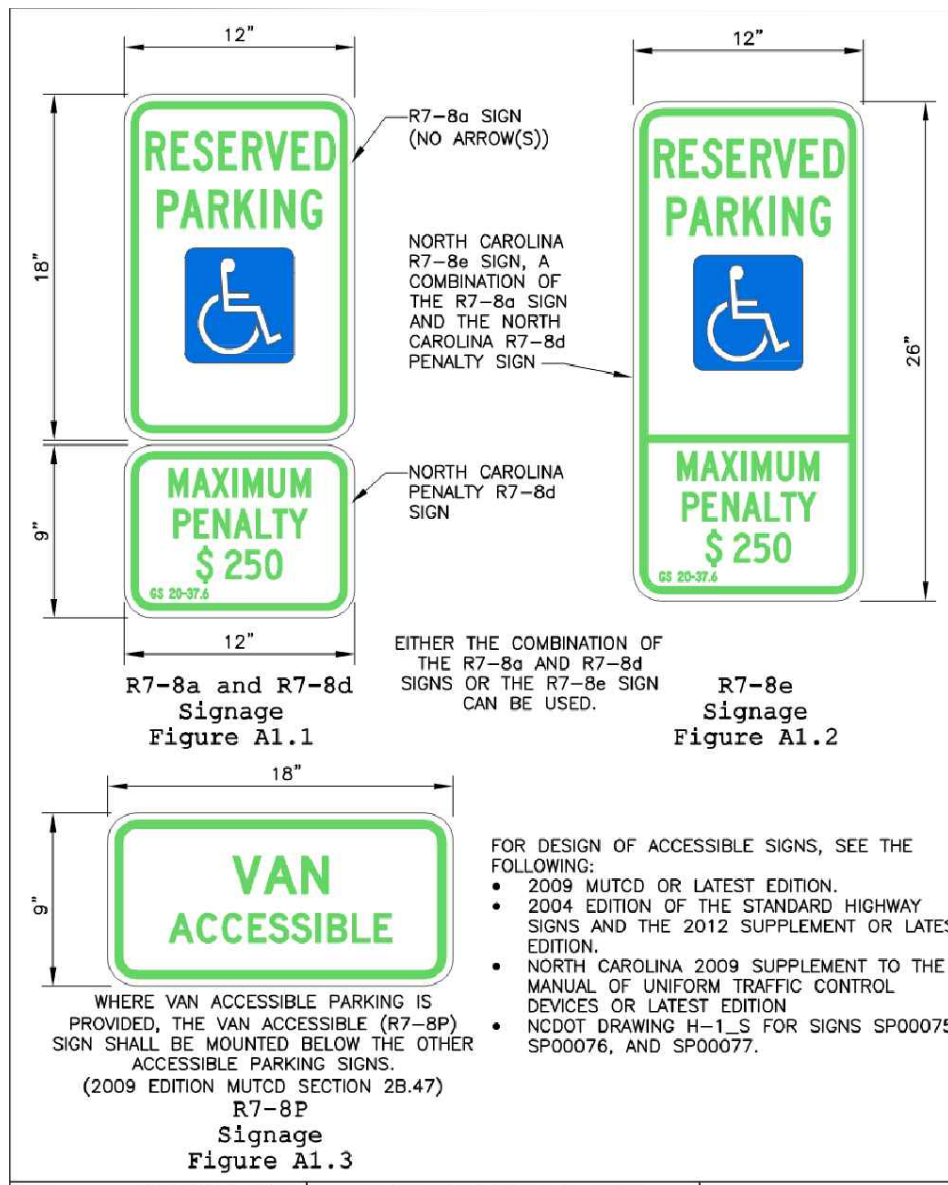 12"
18"
RESERVED
PARKING
R7-8a SIGN
(NO ARROW(S))
9"
MAXIMUM
PENALTY
$ 250
GS 20-37.6
NORTH CAROLINA
PENALTY R7-8d
SIGN
12"
R7-8a and R7-8d
Signage
Figure A1.1
NORTH CAROLINA
R7-8e SIGN, A
COMBINATION OF
THE R7-8a SIGN
AND THE NORTH
CAROLINA R7-8d
PENALTY SIGN
12"
26"
RESERVED
PARKING
MAXIMUM
PENALTY
$ 250
GS 20-37.6
EITHER THE COMBINATION OF
THE R7-8a AND R7-8d
SIGNS OR THE R7-8e SIGN
CAN BE USED.
R7-8e
Signage
Figure A1.2
18"
9"
VAN
ACCESSIBLE
WHERE VAN ACCESSIBLE PARKING IS
PROVIDED, THE VAN ACCESSIBLE (R7-8P)
SIGN SHALL BE MOUNTED BELOW THE OTHER
ACCESSIBLE PARKING SIGNS.
(2009 EDITION MUTCD SECTION 2B.47)
R7-8P
Signage
Figure A1.3
FOR DESIGN OF ACCESSIBLE SIGNS, SEE THE
FOLLOWING:
• 2009 MUTCD OR LATEST EDITION.
• 2004 EDITION OF THE STANDARD HIGHWAY
SIGNS AND THE 2012 SUPPLEMENT OR LATES
EDITION.
• NORTH CAROLINA 2009 SUPPLEMENT TO THE
MANUAL OF UNIFORM TRAFFIC CONTROL
DEVICES OR LATEST EDITION
• NCDOT DRAWING H-1_S FOR SIGNS SP00075
SP00076, AND SP00077.